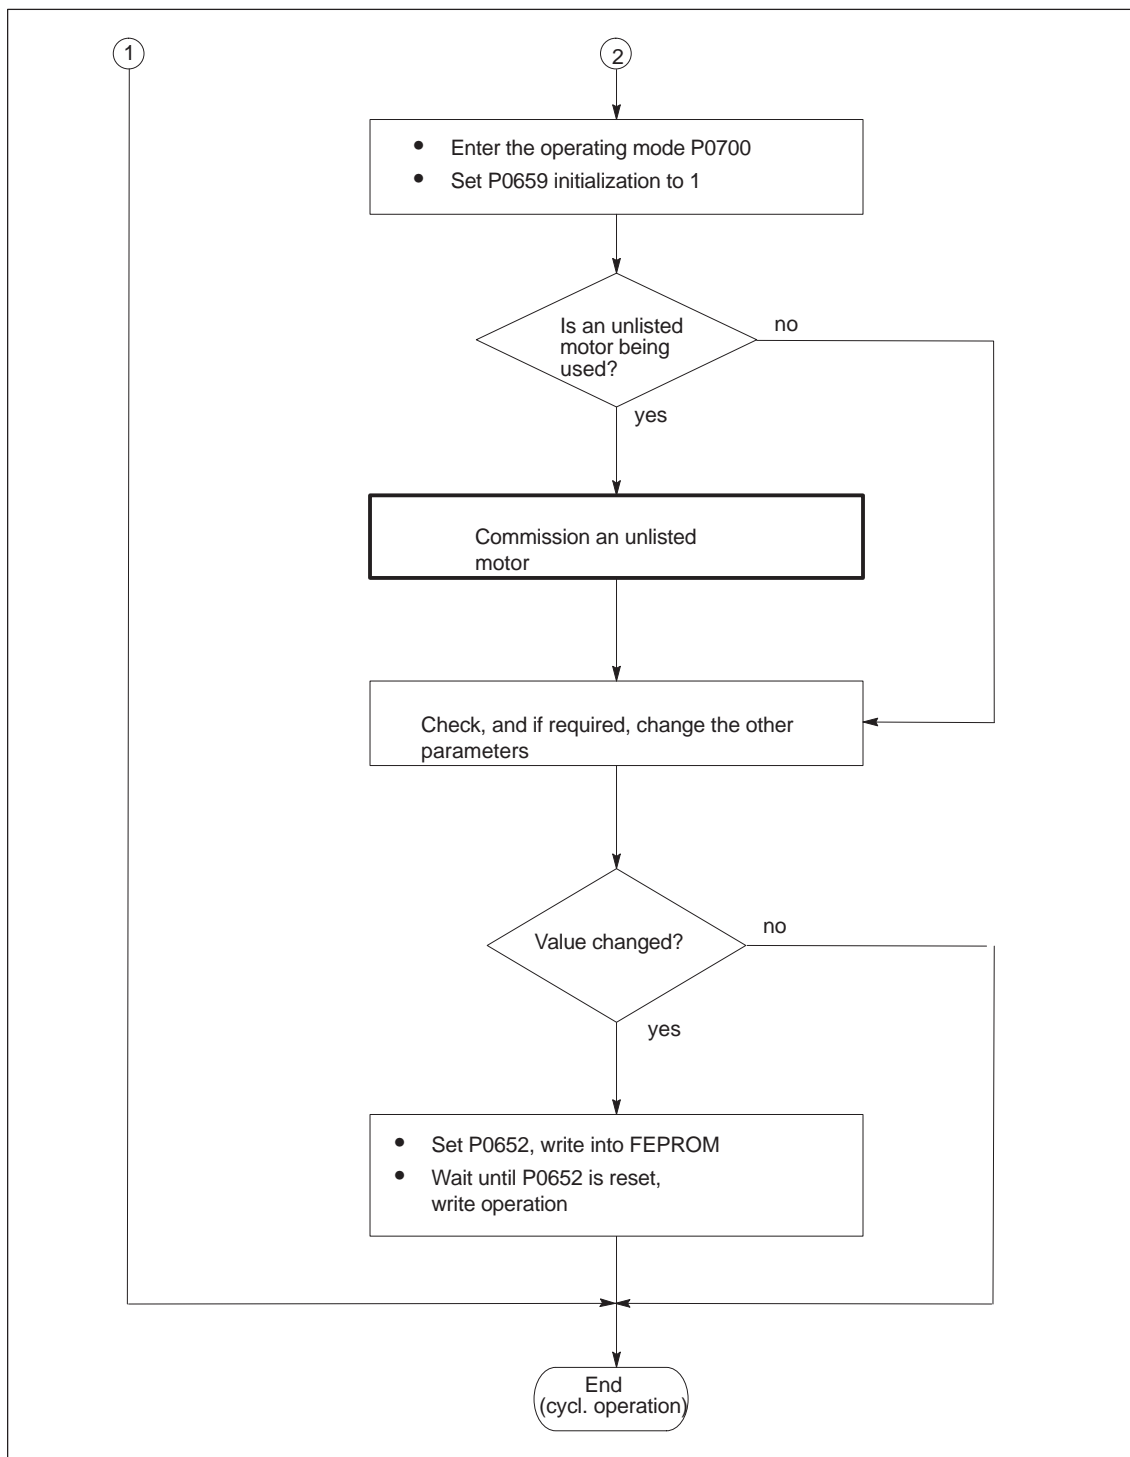 1
2
• Enter the operating mode P0700
• Set P0659 initialization to 1
Is an unlisted
motor being
used?
no
yes
Commission an unlisted
motor
Check, and if required, change the other
parameters
Value changed?
no
yes
• Set P0652, write into FEPROM
• Wait until P0652 is reset,
write operation
End
(cycl. operation)